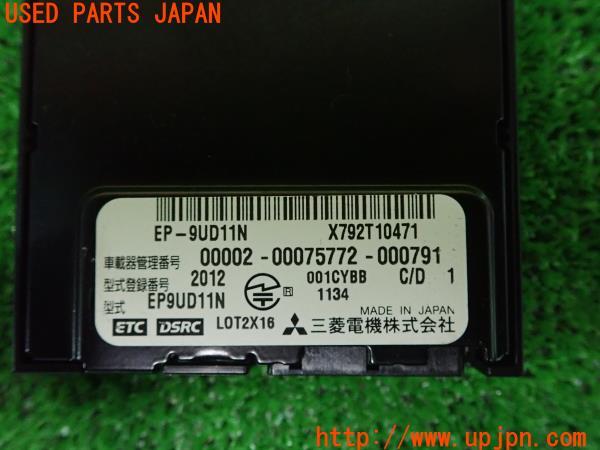 USED PARTS JAPAN
EP-9UD11N X792T10471
車載器管理番号 00002-00075772-000791
型式登録番号 2012 R 001CYBB C/D 1
型式 EP9UD11N 1134
MADE IN JAPAN
ETC DSRC LOT2X16 三菱電機株式会社
http://www.upjpn.com/